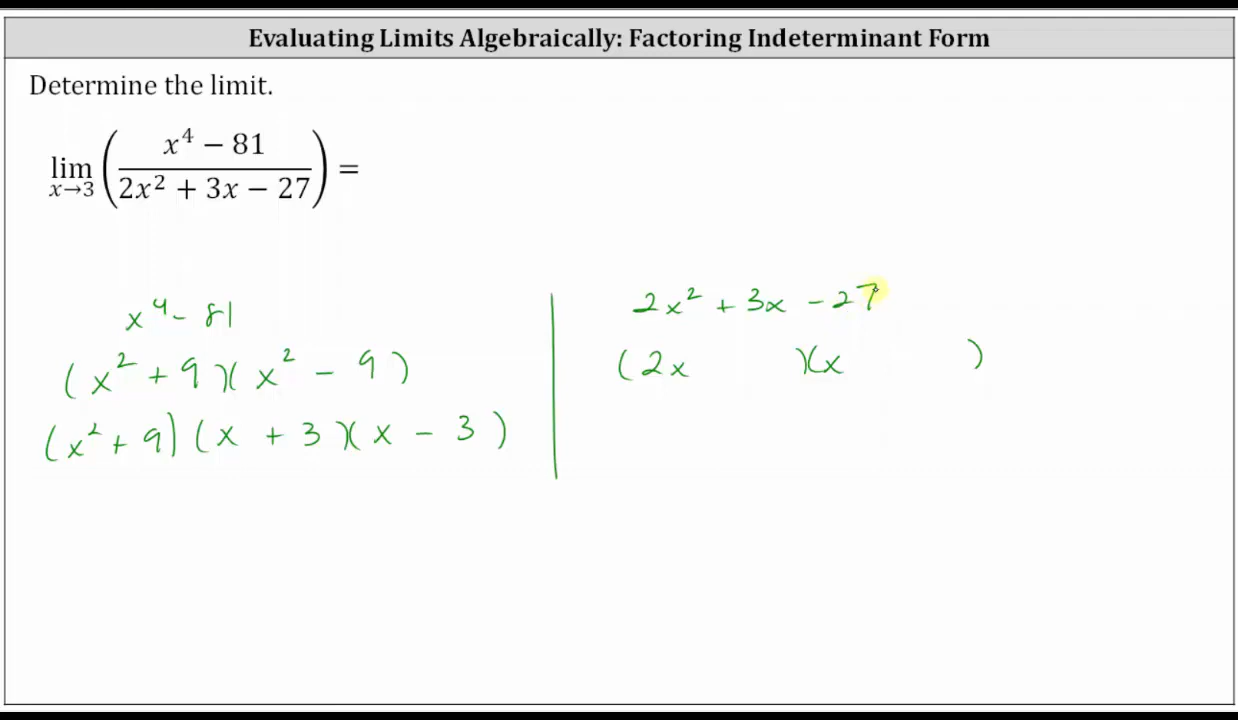 Evaluating Limits Algebraically: Factoring Indeterminant Form
Determine the limit.
lim x→3 (x⁴ − 81 / 2x² + 3x − 27) =
x⁴ - 81
(x² + 9)(x² - 9)
(x² + 9)(x + 3)(x - 3)
2x² + 3x - 27
(2x )(x )